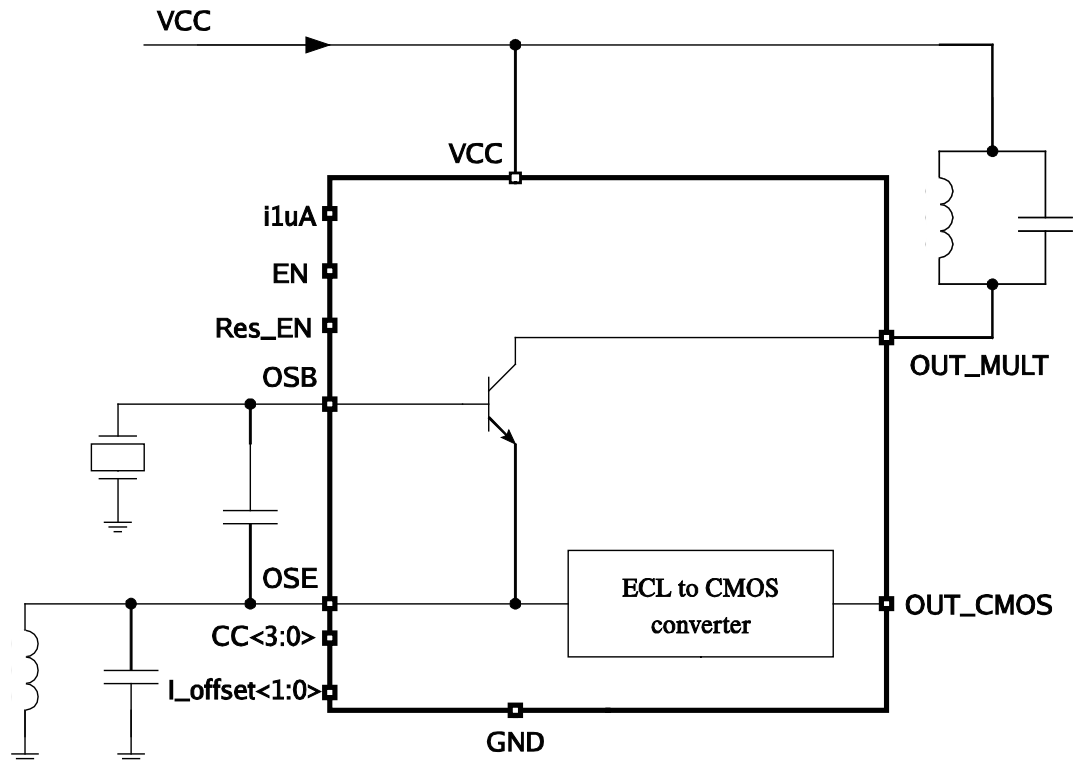 VCC
VCC
i1uA
EN
Res_EN
OSB
OUT_MULT
OSE
ECL to CMOS
converter
OUT_CMOS
CC<3:0>
I_offset<1:0>
GND